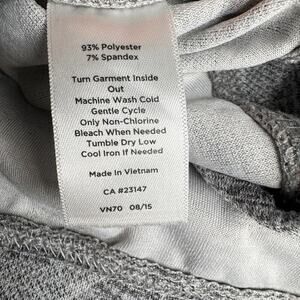 93% Polyester
7% Spandex
Turn Garment Inside
Out
Machine Wash Cold
Gentle Cycle
Only Non-Chlorine
Bleach When Needed
Tumble Dry Low
Cool Iron If Needed
Made in Vietnam
CA #23147
VN70 08/15